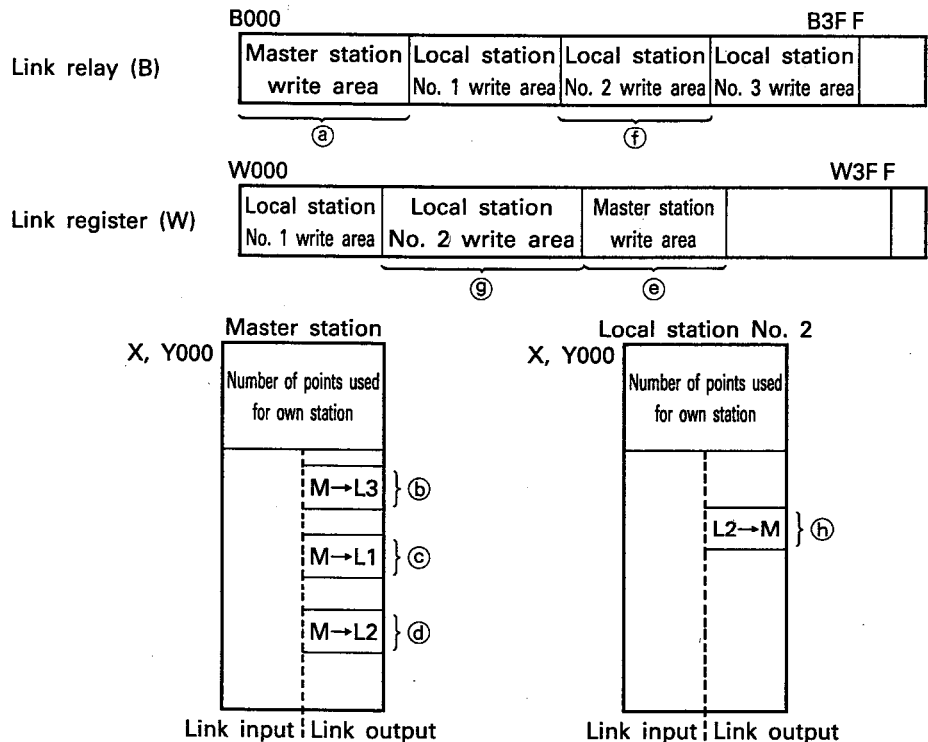 B000 B3FF
Link relay (B)
Master station write area
Local station No. 1 write area
Local station No. 2 write area
Local station No. 3 write area
ⓐ ⓕ
W000 W3FF
Link register (W)
Local station No. 1 write area
Local station No. 2 write area
Master station write area
ⓖ ⓔ
Master station
X, Y000
Number of points used
for own station
M→L3 ⓑ
M→L1 ⓒ
M→L2 ⓓ
Link input Link output
Local station No. 2
X, Y000
Number of points used
for own station
L2→M ⓗ
Link input Link output